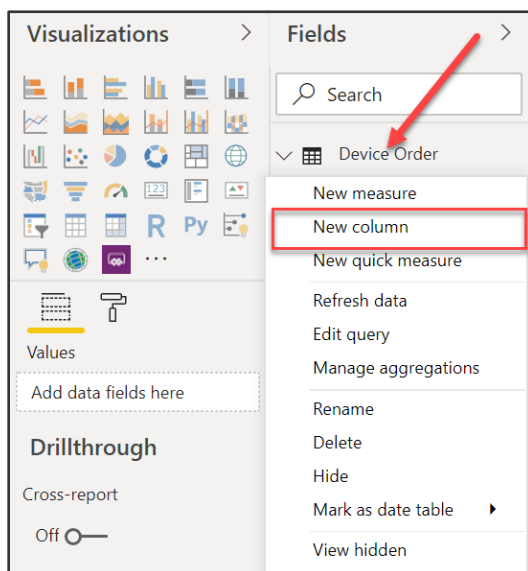 Visualizations
Fields
Search
Device Order
123
R
Py
New measure
New column
New quick measure
Refresh data
Edit query
Manage aggregations
Rename
Delete
Hide
Mark as date table
View hidden
Values
Add data fields here
Drillthrough
Cross-report
Off